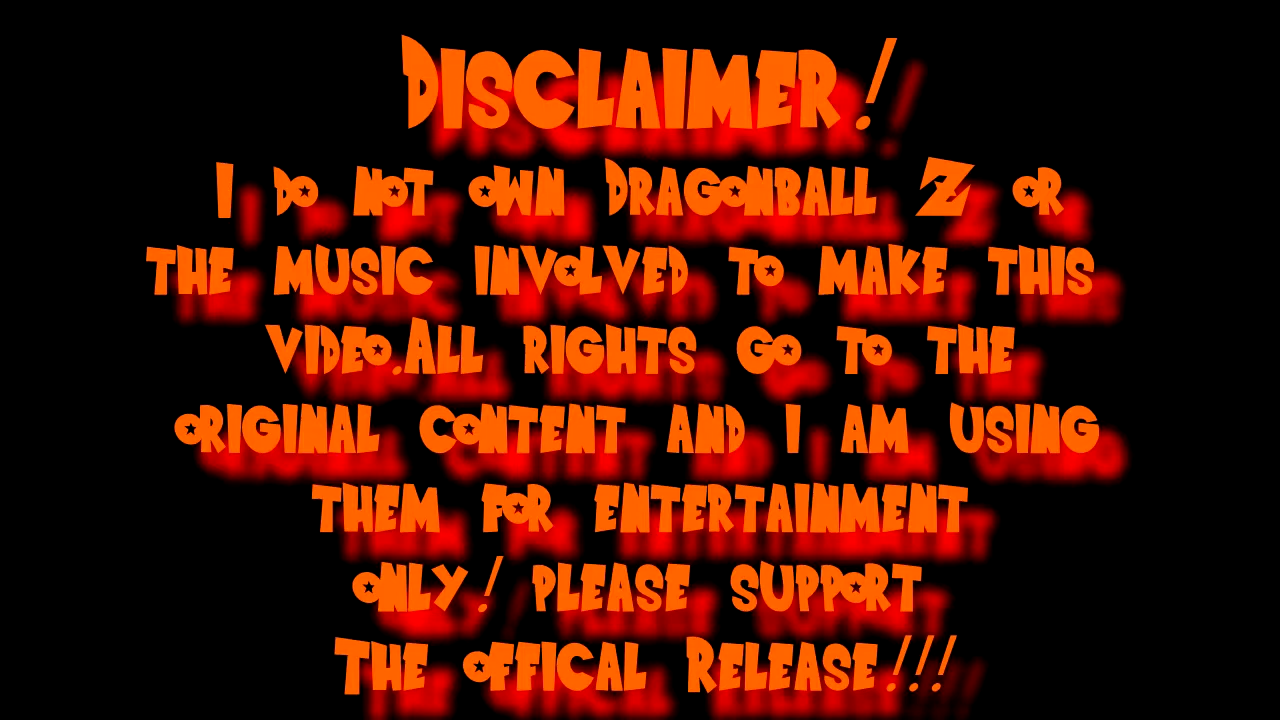 DISCLAIMER!
I DO NOT OWN DRAGONBALL Z OR
THE MUSIC INVOLVED TO MAKE THIS
VIDEO.ALL RIGHTS GO TO THE
ORIGINAL CONTENT AND I AM USING
THEM FOR ENTERTAINMENT
ONLY! PLEASE SUPPORT
THE OFFICAL RELEASE!!!